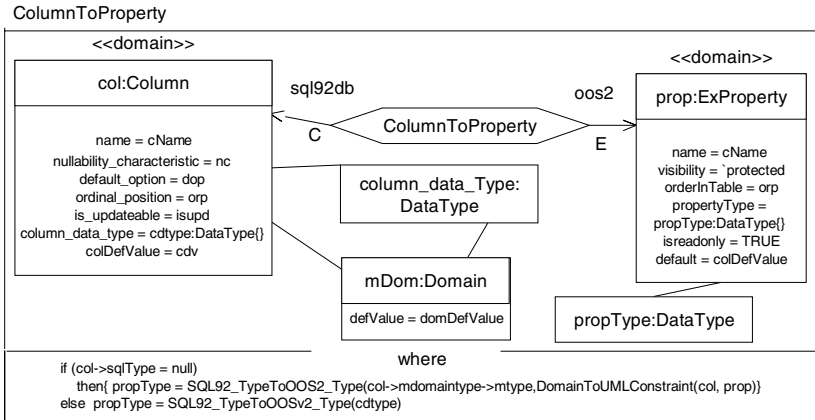 ColumnToProperty
<<domain>>
col:Column
name = cName
nullability_characteristic = nc
default_option = dop
ordinal_position = orp
is_updateable = isupd
column_data_type = cdtype:DataType{}
colDefValue = cdv
sql92db
C
ColumnToProperty
oos2
E
column_data_Type:
DataType
mDom:Domain
defValue = domDefValue
<<domain>>
prop:ExProperty
name = cName
visibility = `protected
orderInTable = orp
propertyType =
propType:DataType{}
isreadonly = TRUE
default = colDefValue
propType:DataType
where
if (col->sqlType = null)
then{ propType = SQL92_TypeToOOS2_Type(col->mdomaintype->mtype,DomainToUMLConstraint(col, prop)}
else propType = SQL92_TypeToOOSv2_Type(cdtype)